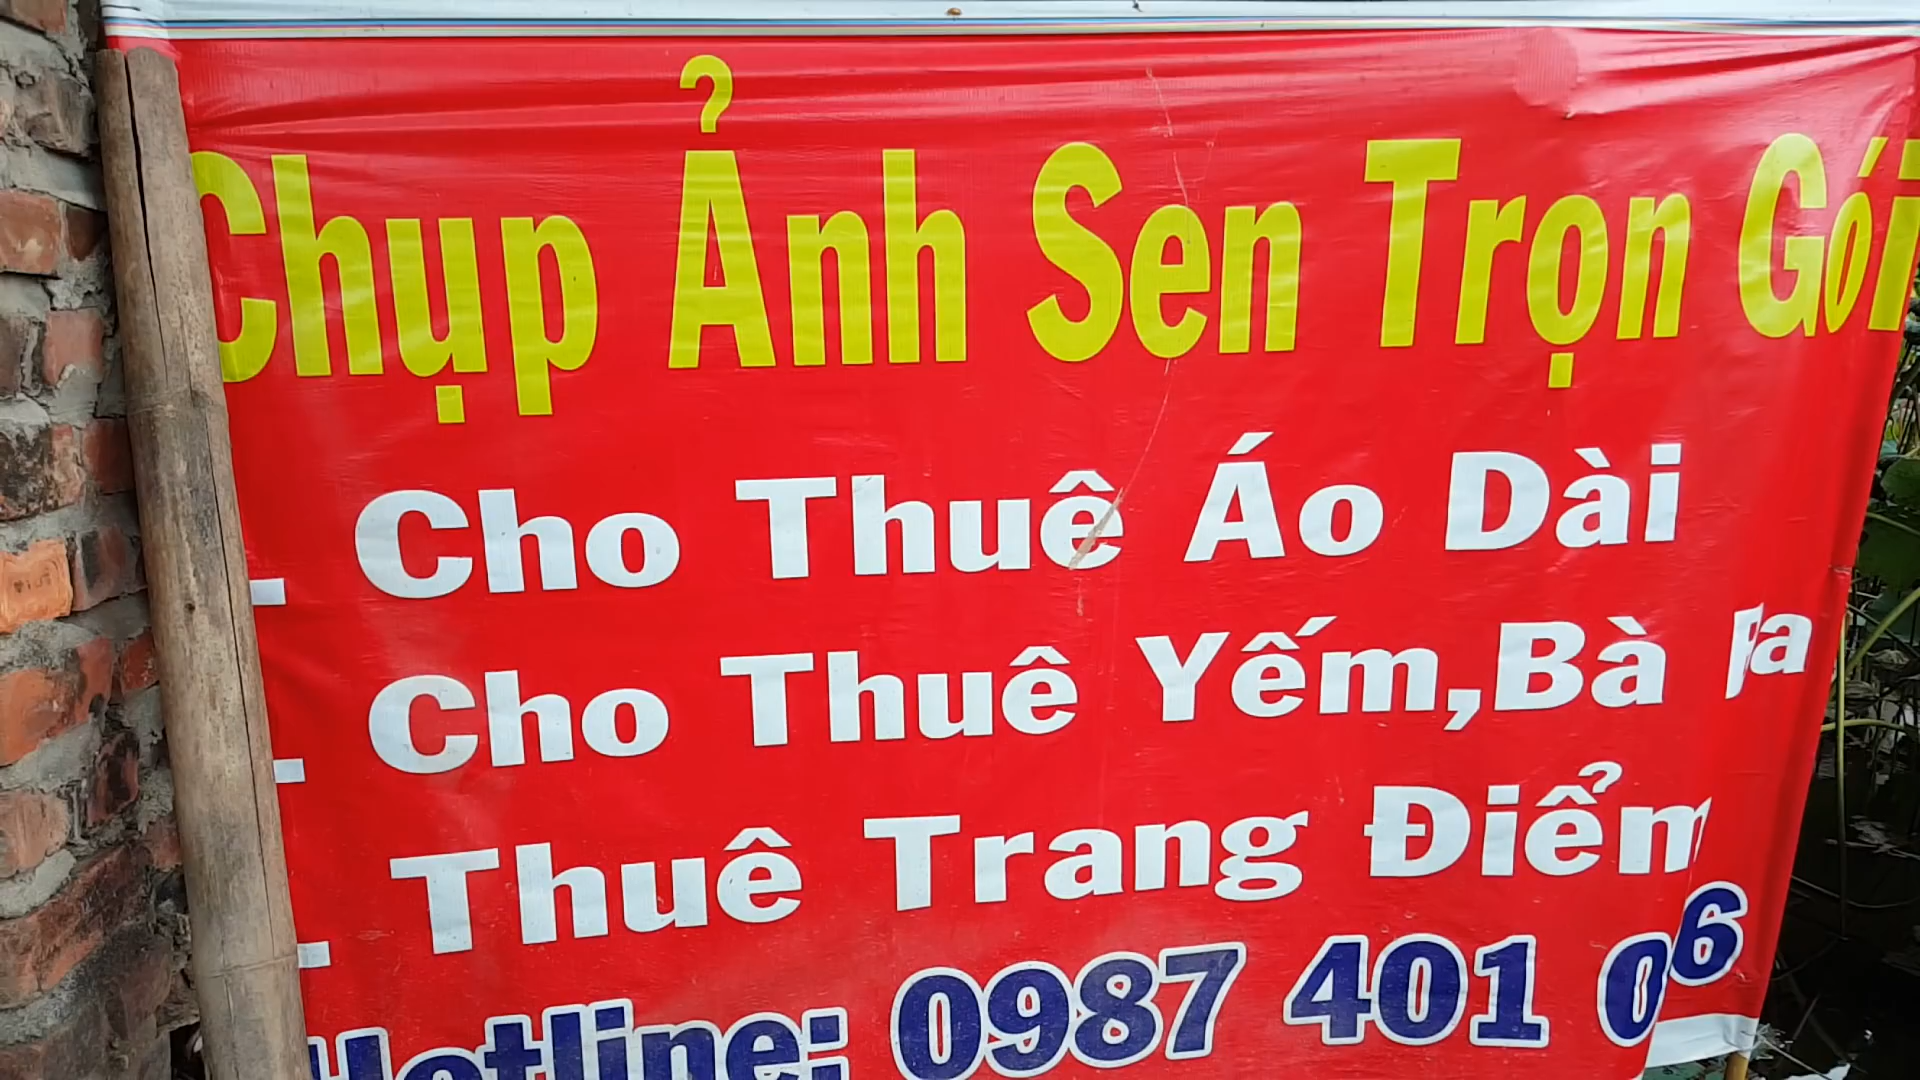 Chụp Ảnh Sen Trọn Gói
_ Cho Thuê Áo Dài
_ Cho Thuê Yếm,Bà Ba
_ Thuê Trang Điểm
Hotline: 0987 401 06